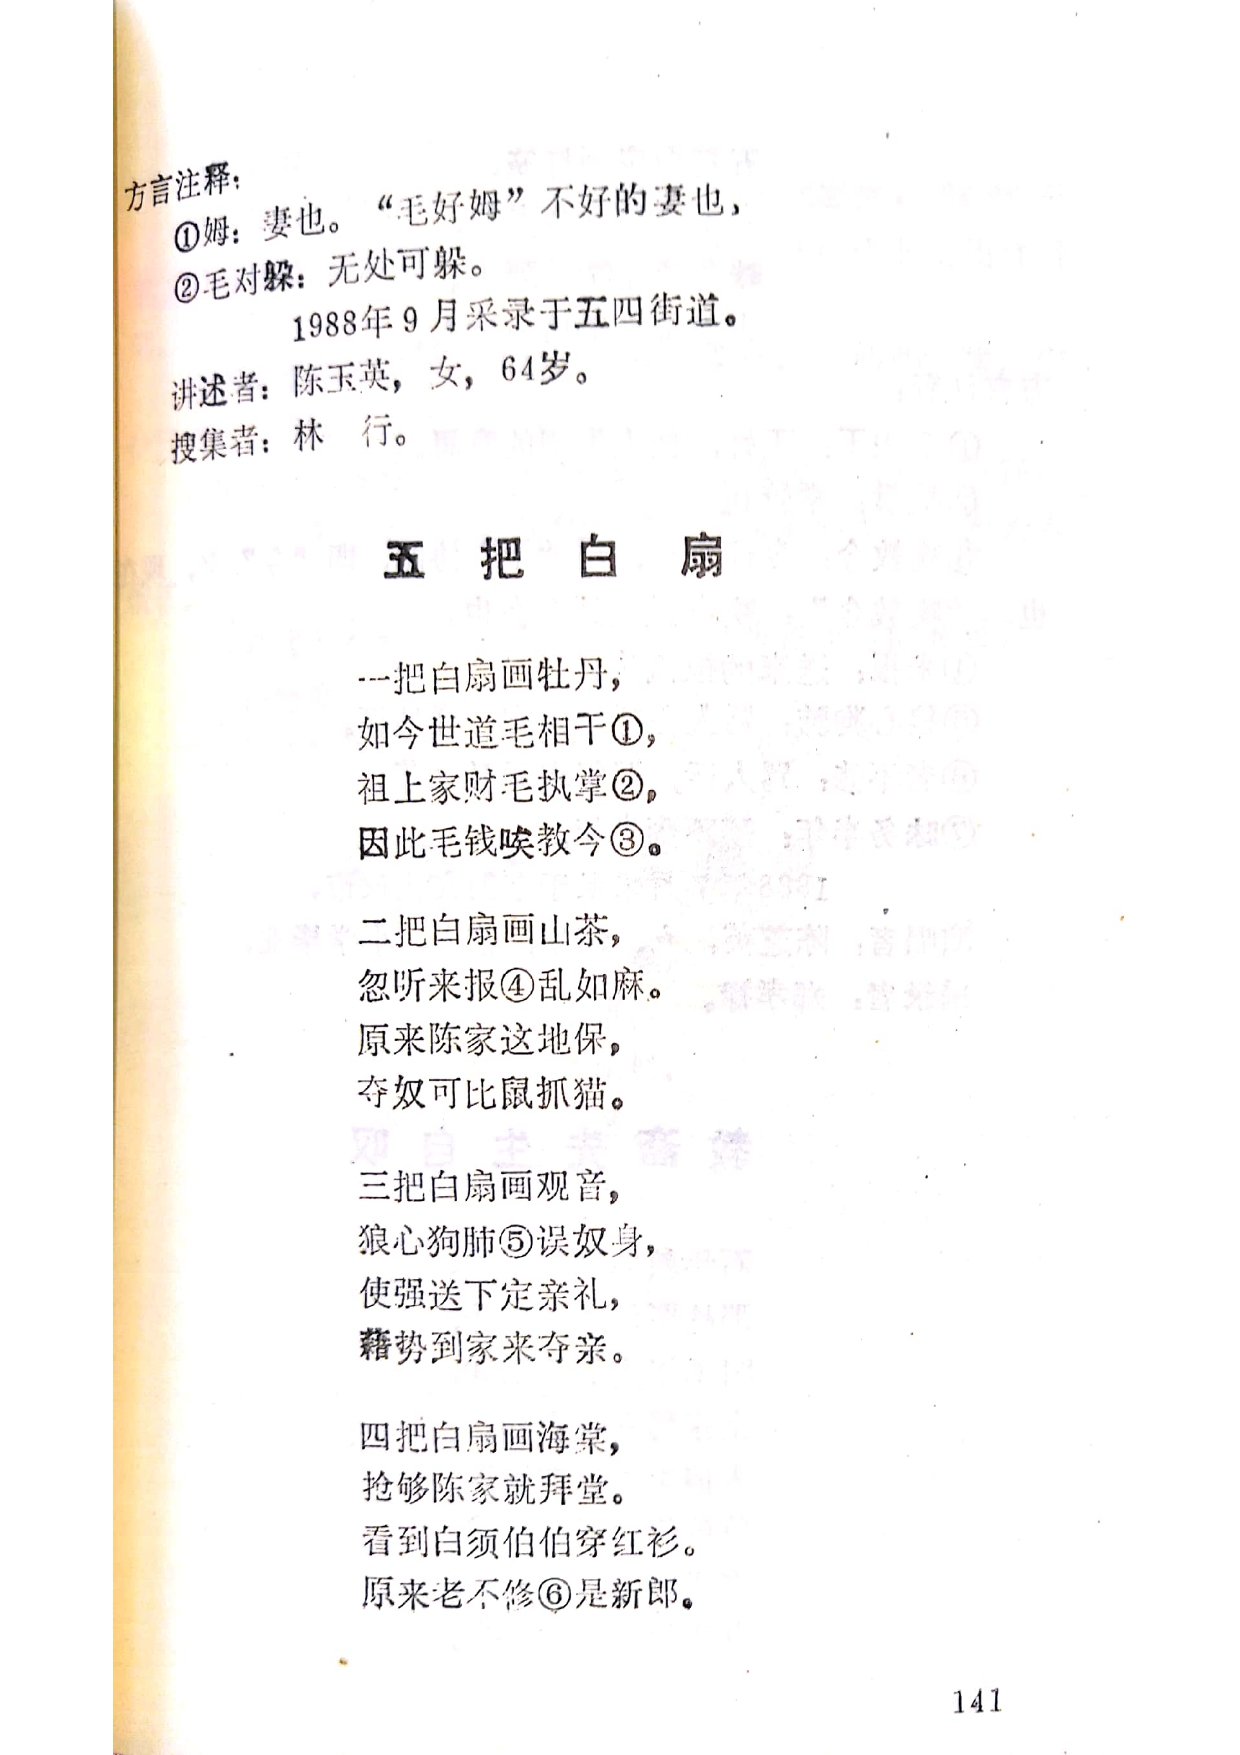 方言注释：
①姆：妻也。“毛好姆”不好的妻也，
②毛对躲：无处可躲。
1988年9月采录于五四街道。
讲述者：陈玉英，女，64岁。
搜集者：林　行。
五把白扇
一把白扇画牡丹，
如今世道毛相干①，
祖上家财毛执掌②，
因此毛钱唉教今③。
二把白扇画山茶，
忽听来报④乱如麻。
原来陈家这地保，
夺奴可比鼠抓猫。
三把白扇画观音，
狼心狗肺⑤误奴身，
使强送下定亲礼，
藉势到家来夺亲。
四把白扇画海棠，
抢够陈家就拜堂。
看到白须伯伯穿红衫。
原来老不修⑥是新郎。
141